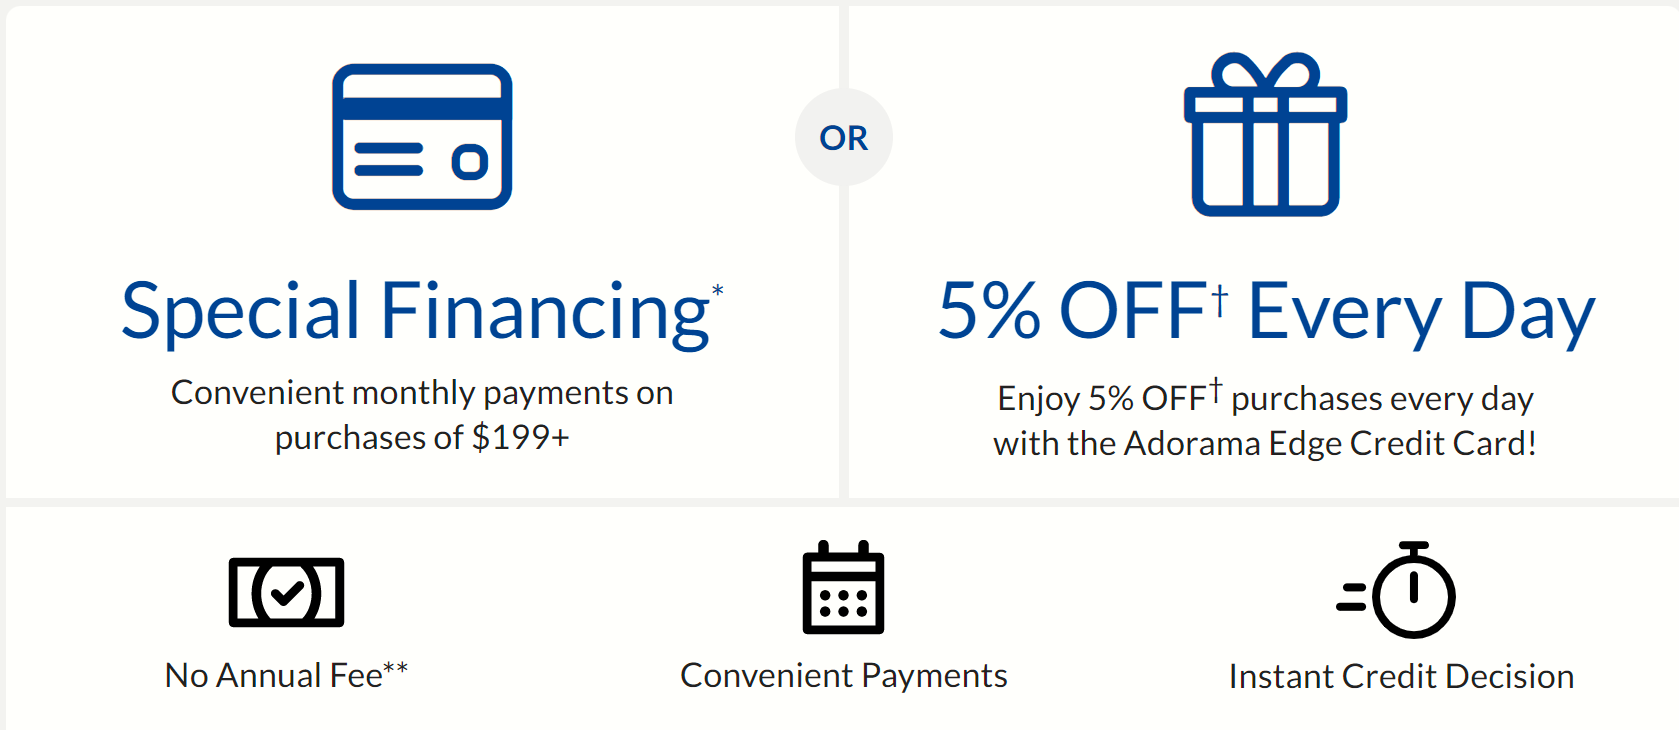 OR
Special Financing*
Convenient monthly payments on
purchases of $199+
5% OFF† Every Day
Enjoy 5% OFF† purchases every day
with the Adorama Edge Credit Card!
No Annual Fee**
Convenient Payments
Instant Credit Decision